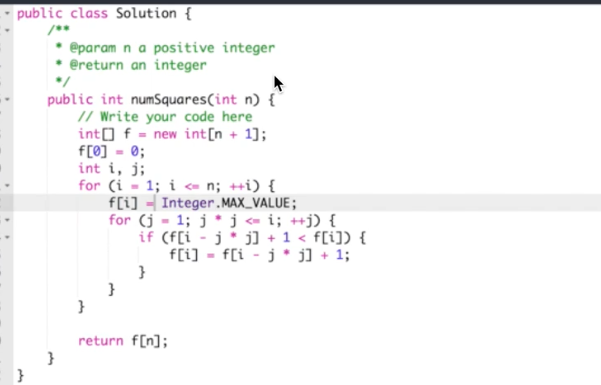 public class Solution {
    /**
     * @param n a positive integer
     * @return an integer
     */
    public int numSquares(int n) {
        // Write your code here
        int[] f = new int[n + 1];
        f[0] = 0;
        int i, j;
        for (i = 1; i <= n; ++i) {
            f[i] = Integer.MAX_VALUE;
            for (j = 1; j * j <= i; ++j) {
                if (f[i - j * j] + 1 < f[i]) {
                    f[i] = f[i - j * j] + 1;
                }
            }
        }

        return f[n];
    }
}